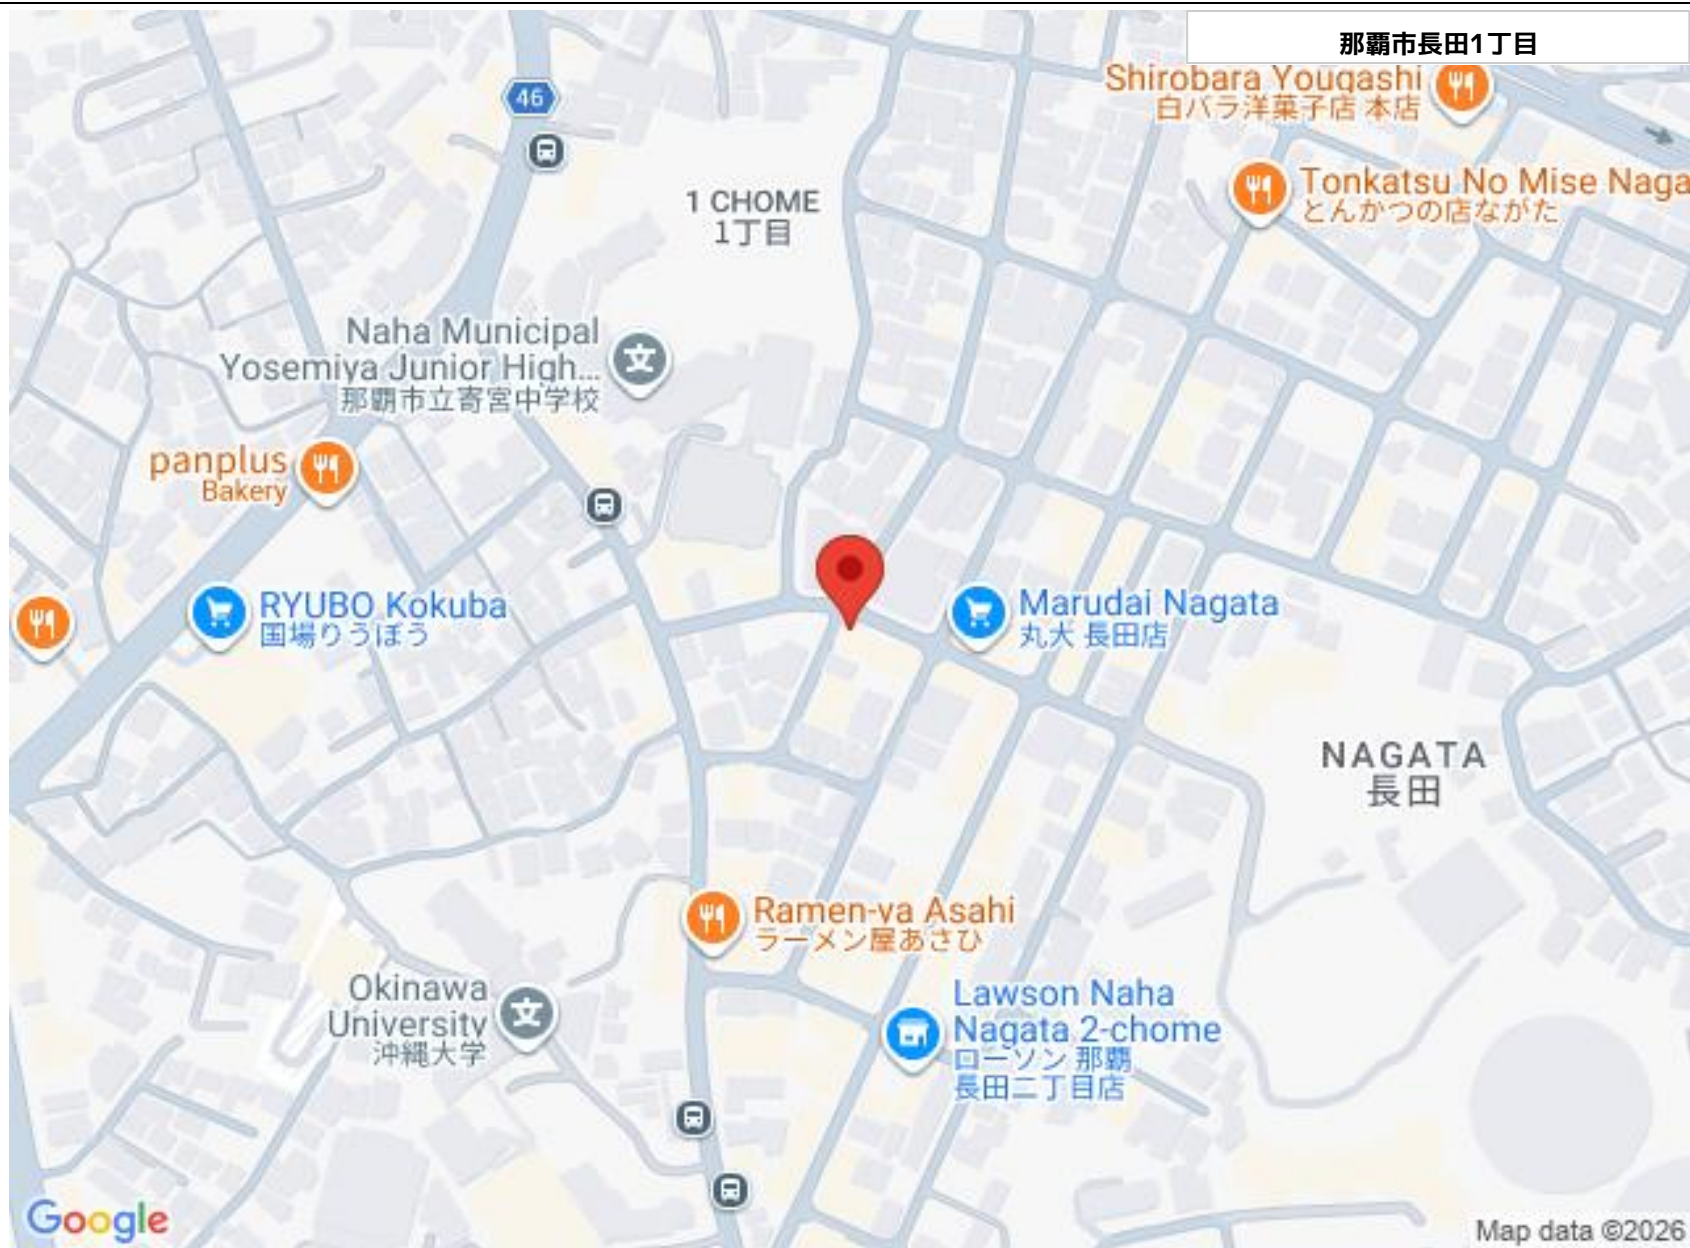 那覇市長田1丁目
Shirobara Yougashi
白バラ洋菓子店 本店
46
Tonkatsu No Mise Naga
とんかつの店ながた
1 CHOME
1丁目
Naha Municipal
Yosemiya Junior High...
那覇市立寄宮中学校
panplus
Bakery
RYUBO Kokuba
国場りうぼう
Marudai Nagata
丸大 長田店
NAGATA
長田
Ramen-ya Asahi
ラーメン屋あさひ
Okinawa
University
沖縄大学
Lawson Naha
Nagata 2-chome
ローソン 那覇
長田二丁目店
Google
Map data ©2026